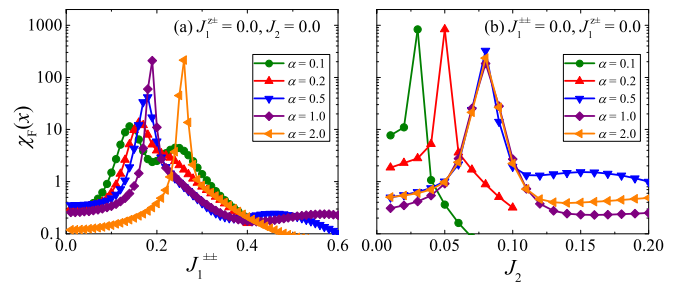 (a) J₁ᶻ± = 0.0, J₂ = 0.0
α = 0.1
α = 0.2
α = 0.5
α = 1.0
α = 2.0
1000
100
10
1
0.1
χF(x)
0.0 0.2 0.4 0.6
J₁±±
(b) J₁±± = 0.0, J₁ᶻ± = 0.0
α = 0.1
α = 0.2
α = 0.5
α = 1.0
α = 2.0
0.00 0.05 0.10 0.15 0.20
J₂